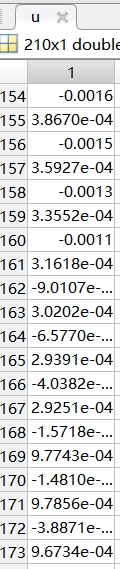 u
210x1 double
1
154 -0.0016
155 3.8670e-04
156 -0.0015
157 3.5927e-04
158 -0.0013
159 3.3552e-04
160 -0.0011
161 3.1618e-04
162 -9.0107e-...
163 3.0202e-04
164 -6.5770e-...
165 2.9391e-04
166 -4.0382e-...
167 2.9251e-04
168 -1.5718e-...
169 9.7743e-04
170 -1.4810e-...
171 9.7856e-04
172 -3.8871e-...
173 9.6734e-04